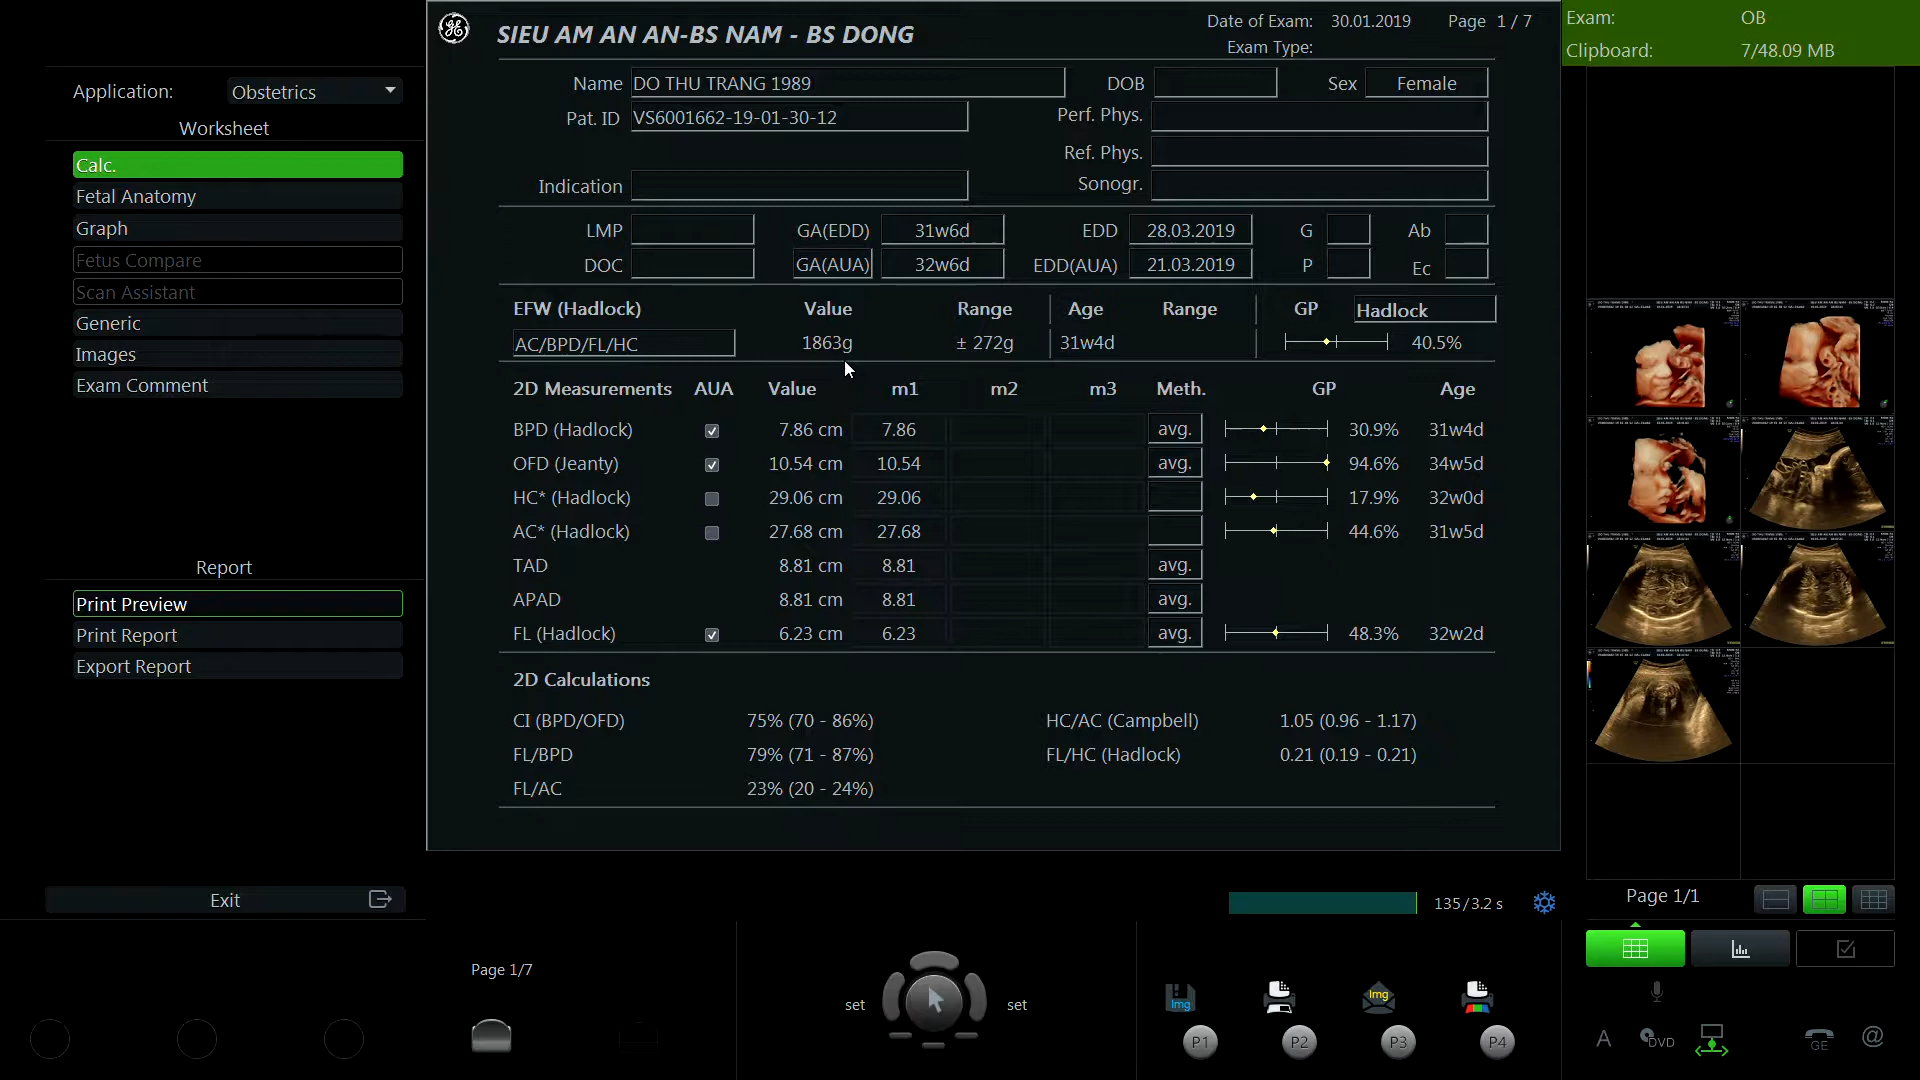 SIEU AM AN AN-BS NAM - BS DONG
Date of Exam: 30.01.2019 Page 1 / 7
Exam Type:
Exam: OB
Clipboard: 7/48.09 MB
Application: Obstetrics
Worksheet
Calc.
Fetal Anatomy
Graph
Fetus Compare
Scan Assistant
Generic
Images
Exam Comment
Report
Print Preview
Print Report
Export Report
Exit
Name DO THU TRANG 1989 DOB Sex Female
Pat. ID VS6001662-19-01-30-12 Perf. Phys.
Ref. Phys.
Indication Sonogr.
LMP GA(EDD) 31w6d EDD 28.03.2019 G Ab
DOC GA(AUA) 32w6d EDD(AUA) 21.03.2019 P Ec
EFW (Hadlock) Value Range Age Range GP Hadlock
AC/BPD/FL/HC 1863g ± 272g 31w4d 40.5%
2D Measurements AUA Value m1 m2 m3 Meth. GP Age
BPD (Hadlock) 7.86 cm 7.86 avg. 30.9% 31w4d
OFD (Jeanty) 10.54 cm 10.54 avg. 94.6% 34w5d
HC* (Hadlock) 29.06 cm 29.06 17.9% 32w0d
AC* (Hadlock) 27.68 cm 27.68 44.6% 31w5d
TAD 8.81 cm 8.81 avg.
APAD 8.81 cm 8.81 avg.
FL (Hadlock) 6.23 cm 6.23 avg. 48.3% 32w2d
2D Calculations
CI (BPD/OFD) 75% (70 - 86%) HC/AC (Campbell) 1.05 (0.96 - 1.17)
FL/BPD 79% (71 - 87%) FL/HC (Hadlock) 0.21 (0.19 - 0.21)
FL/AC 23% (20 - 24%)
135/3.2 s
Page 1/1
Page 1/7
set set
Img Img
P1 P2 P3 P4
A DVD GE @